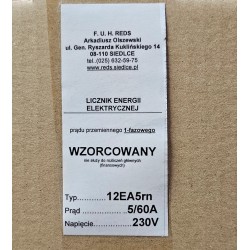 F. U. H. REDS
Arkadiusz Olszewski
ul. Gen. Ryszarda Kuklińskiego 14
08-110 SIEDLCE
tel.(025) 632-59-75
www.reds.siedlce.pl
LICZNIK ENERGII
ELEKTRYCZNEJ
prądu przemiennego 1-fazowego
WZORCOWANY
nie służy do rozliczeń głównych
(finansowych)
Typ..............12EA5rn
Prąd ..............5/60A
Napięcie..........230V